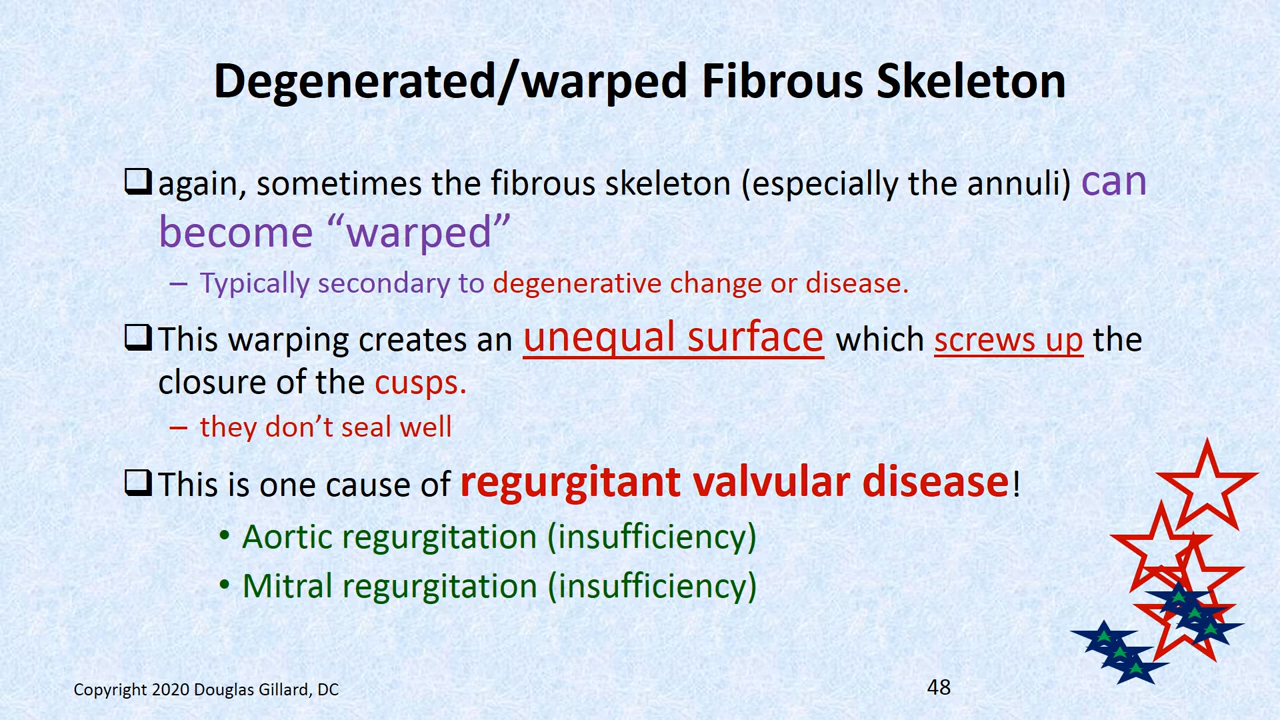 Degenerated/warped Fibrous Skeleton
again, sometimes the fibrous skeleton (especially the annuli) can
become “warped”
– Typically secondary to degenerative change or disease.
This warping creates an unequal surface which screws up the
closure of the cusps.
– they don’t seal well
This is one cause of regurgitant valvular disease!
• Aortic regurgitation (insufficiency)
• Mitral regurgitation (insufficiency)
Copyright 2020 Douglas Gillard, DC
48